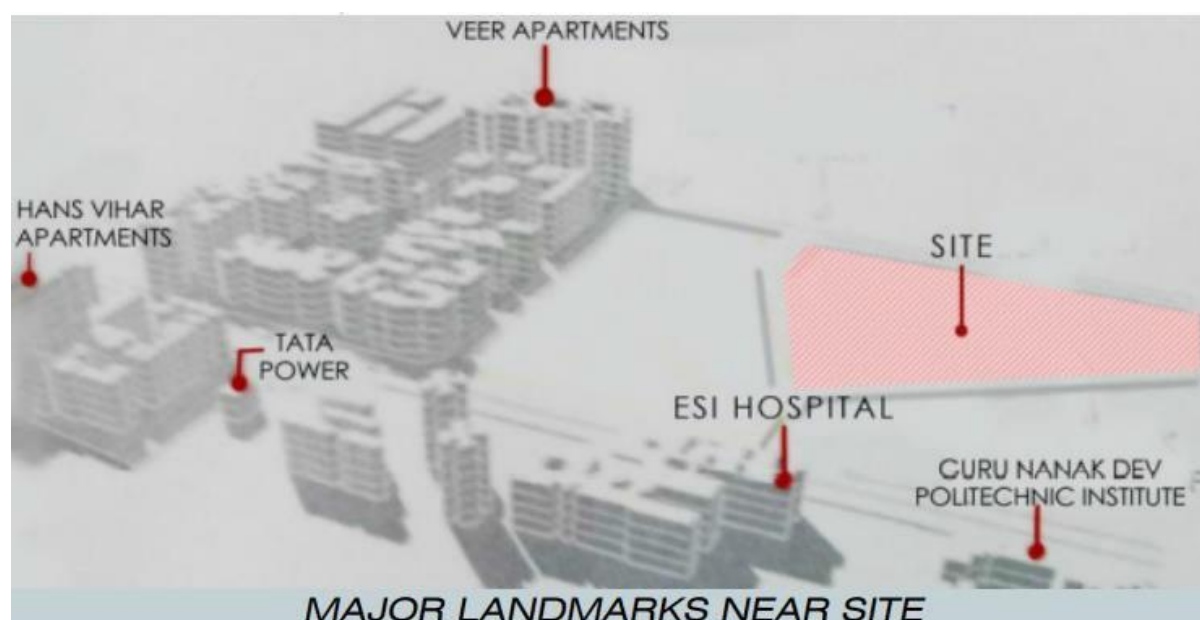 VEER APARTMENTS
HANS VIHAR
APARTMENTS
SITE
TATA
POWER
ESI HOSPITAL
GURU NANAK DEV
POLITECHNIC INSTITUTE
MAJOR LANDMARKS NEAR SITE